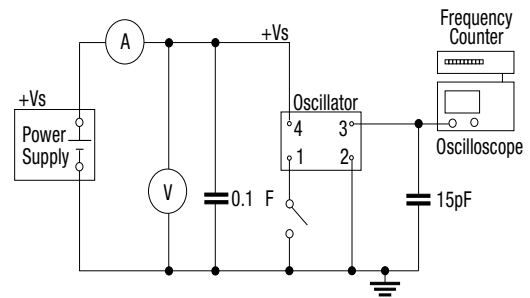 Frequency
Counter
+Vs
A
Oscillator
+Vs
4 3
Power
Supply
1 2
Oscilloscope
V
0.1 F
15pF